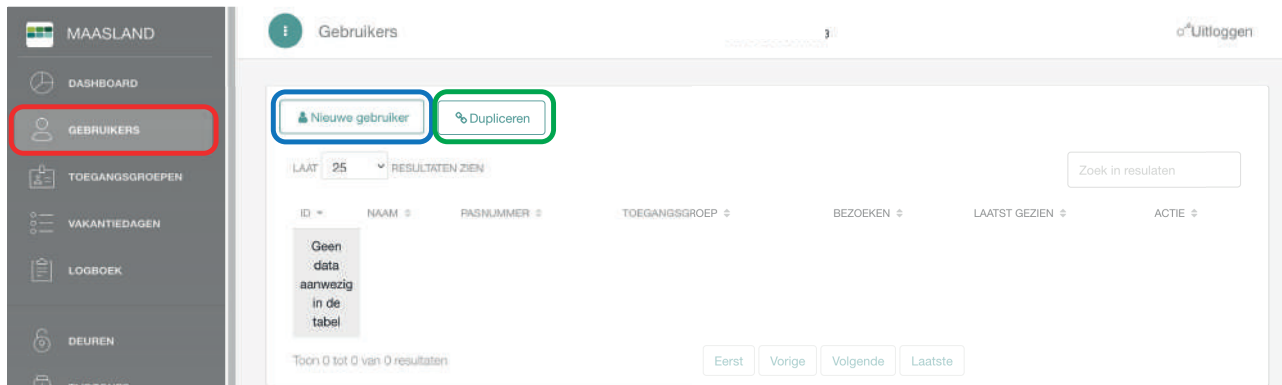 MAASLAND
DASHBOARD
GEBRUIKERS
TOEGANGSGROEPEN
VAKANTIEDAGEN
LOGBOEK
DEUREN
Gebruikers
Uitloggen
Nieuwe gebruiker
Dupliceren
LAAT 25 RESULTATEN ZIEN
Zoek in resulaten
ID NAAM PASNUMMER TOEGANGSGROEP BEZOEKEN LAATST GEZIEN ACTIE
Geen
data
aanwezig
in de
tabel
Toon 0 tot 0 van 0 resultaten
Eerst Vorige Volgende Laatste